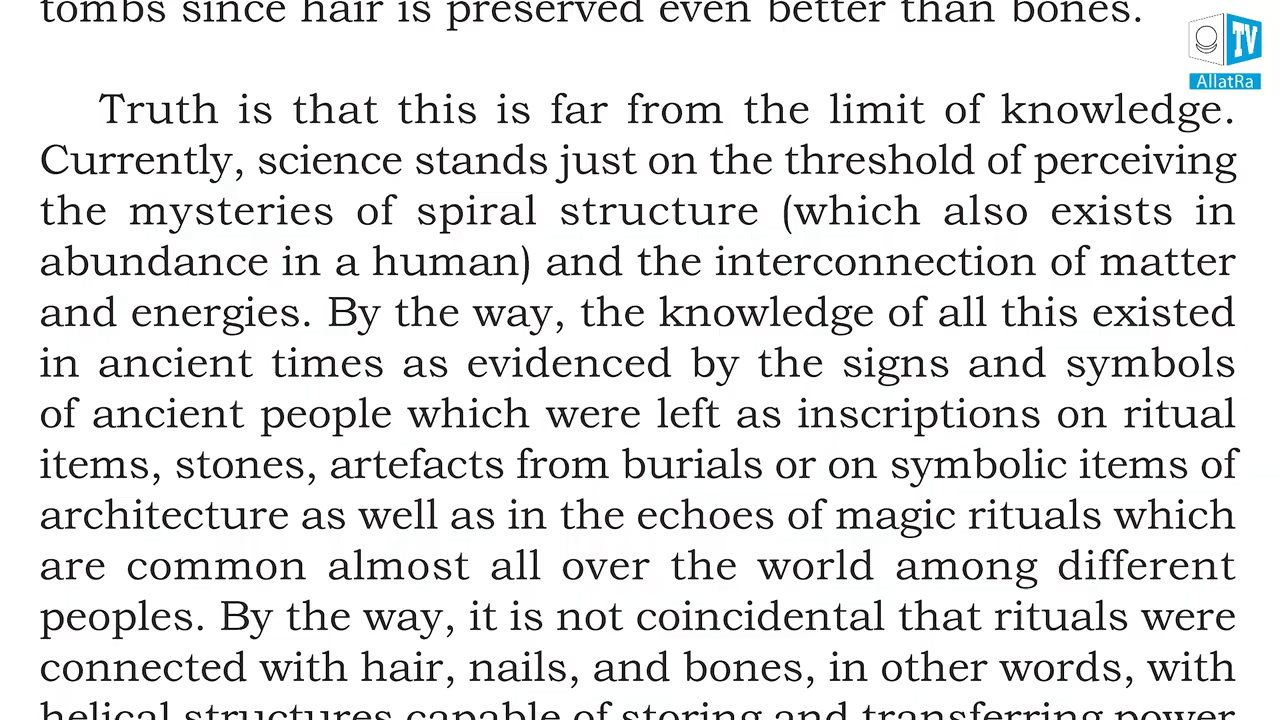 tombs since hair is preserved even better than bones.
TV
AllatRa
Truth is that this is far from the limit of knowledge.
Currently, science stands just on the threshold of perceiving
the mysteries of spiral structure (which also exists in
abundance in a human) and the interconnection of matter
and energies. By the way, the knowledge of all this existed
in ancient times as evidenced by the signs and symbols
of ancient people which were left as inscriptions on ritual
items, stones, artefacts from burials or on symbolic items of
architecture as well as in the echoes of magic rituals which
are common almost all over the world among different
peoples. By the way, it is not coincidental that rituals were
connected with hair, nails, and bones, in other words, with
helical structures capable of storing and transferring power